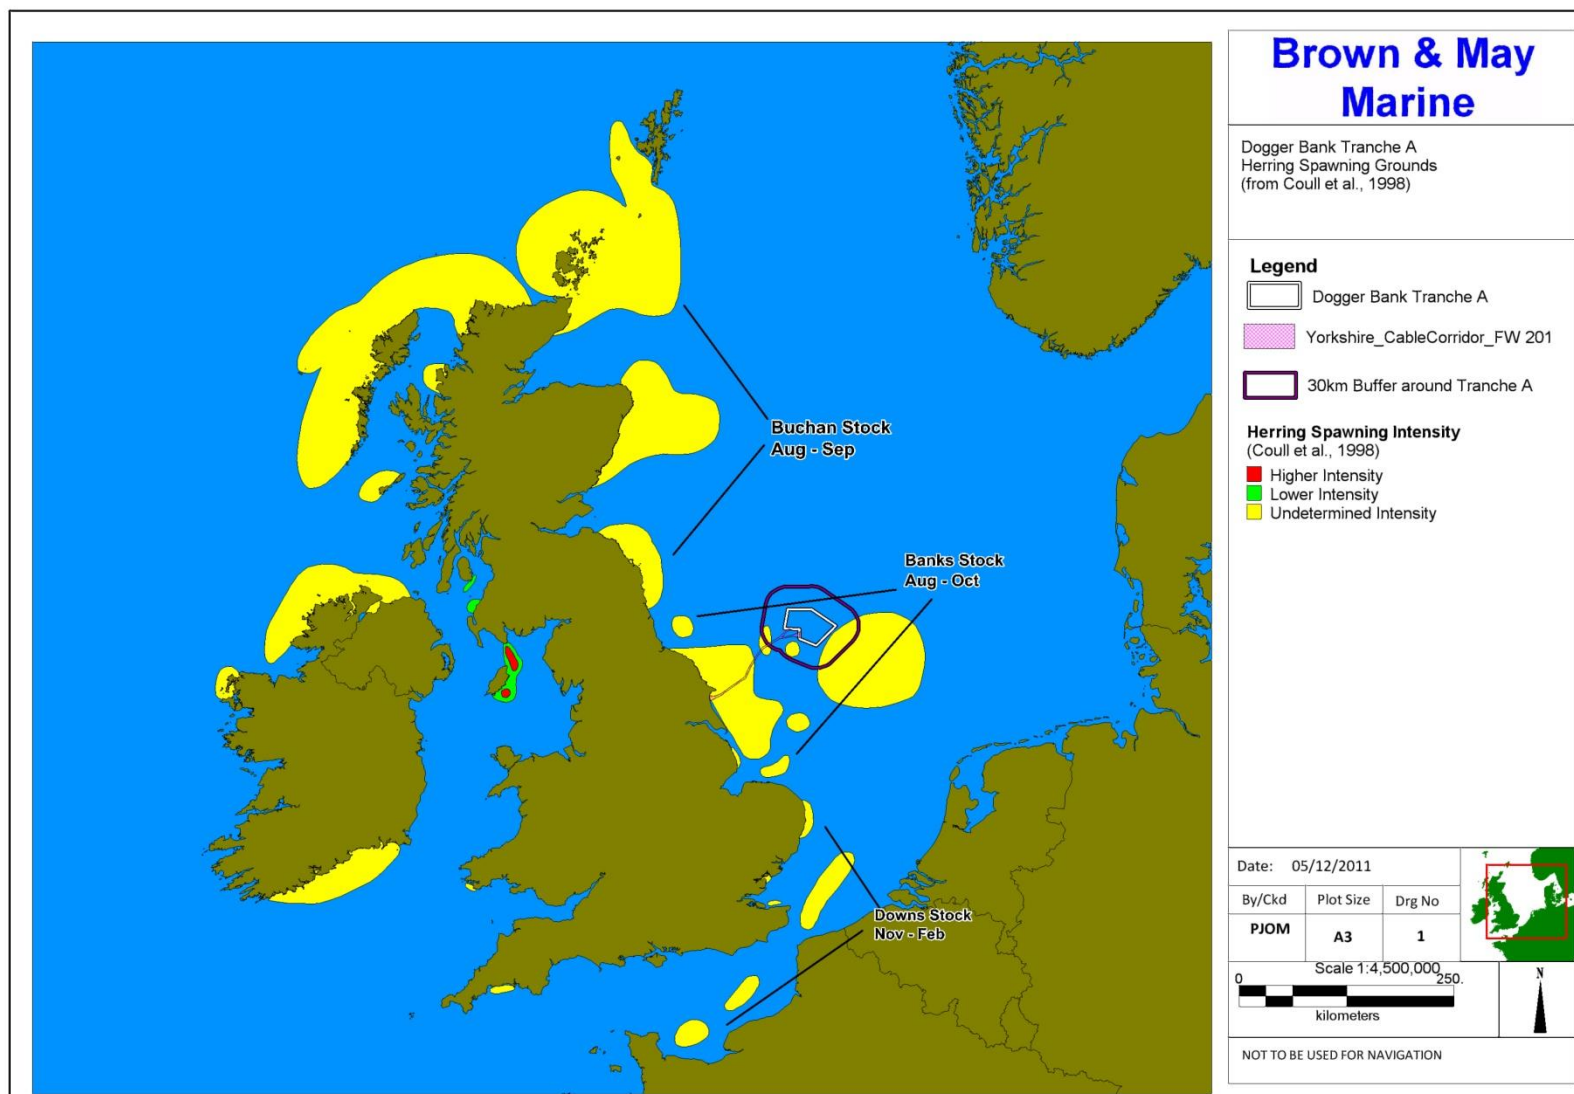 Brown & May
Marine
Dogger Bank Tranche A
Herring Spawning Grounds
(from Coull et al., 1998)
Legend
Dogger Bank Tranche A
Yorkshire_CableCorridor_FW 201
30km Buffer around Tranche A
Herring Spawning Intensity
(Coull et al., 1998)
Higher Intensity
Lower Intensity
Undetermined Intensity
Buchan Stock
Aug - Sep
Banks Stock
Aug - Oct
Downs Stock
Nov - Feb
Date: 05/12/2011
By/Ckd Plot Size Drg No
PJOM A3 1
Scale 1:4,500,000
0 250.
kilometers
N
NOT TO BE USED FOR NAVIGATION